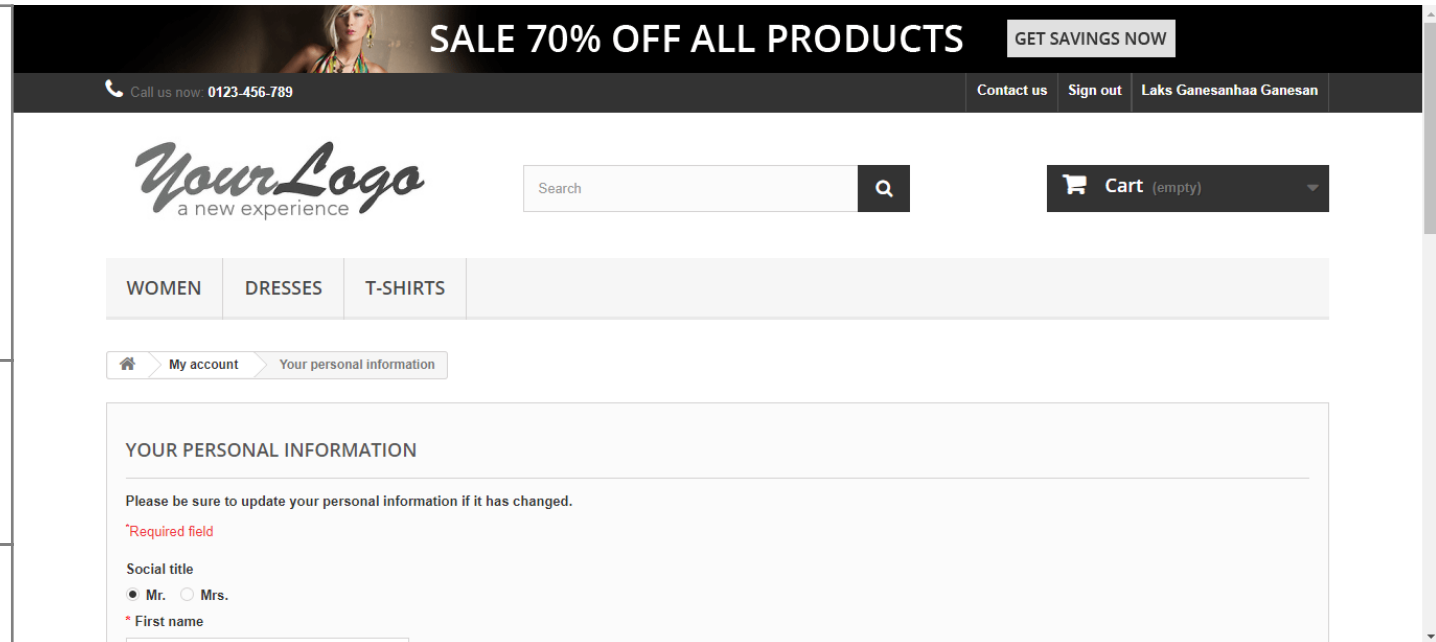 SALE 70% OFF ALL PRODUCTS GET SAVINGS NOW
Call us now: 0123-456-789 Contact us Sign out Laks Ganesanhaa Ganesan
YourLogo
a new experience
Search
Cart (empty)
WOMEN DRESSES T-SHIRTS
My account Your personal information
YOUR PERSONAL INFORMATION
Please be sure to update your personal information if it has changed.
*Required field
Social title
Mr. Mrs.
* First name